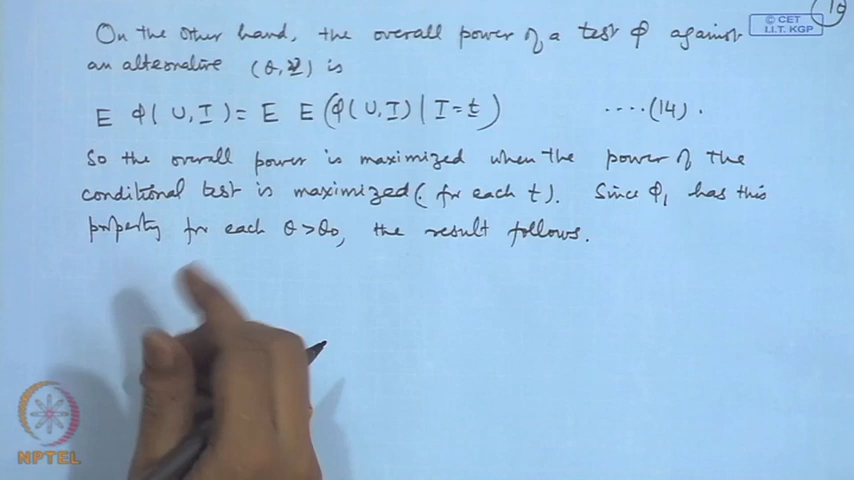 10
© CET
I.I.T. KGP
On the other hand, the overall power of a test φ against
an alternative (θ, ν) is
E φ(U, T) = E E (φ(U, T) | T = t) ....(14).
So the overall power is maximized when the power of the
conditional test is maximized (. for each t). Since φ₁ has this
property for each θ > θ₀, the result follows.
NPTEL